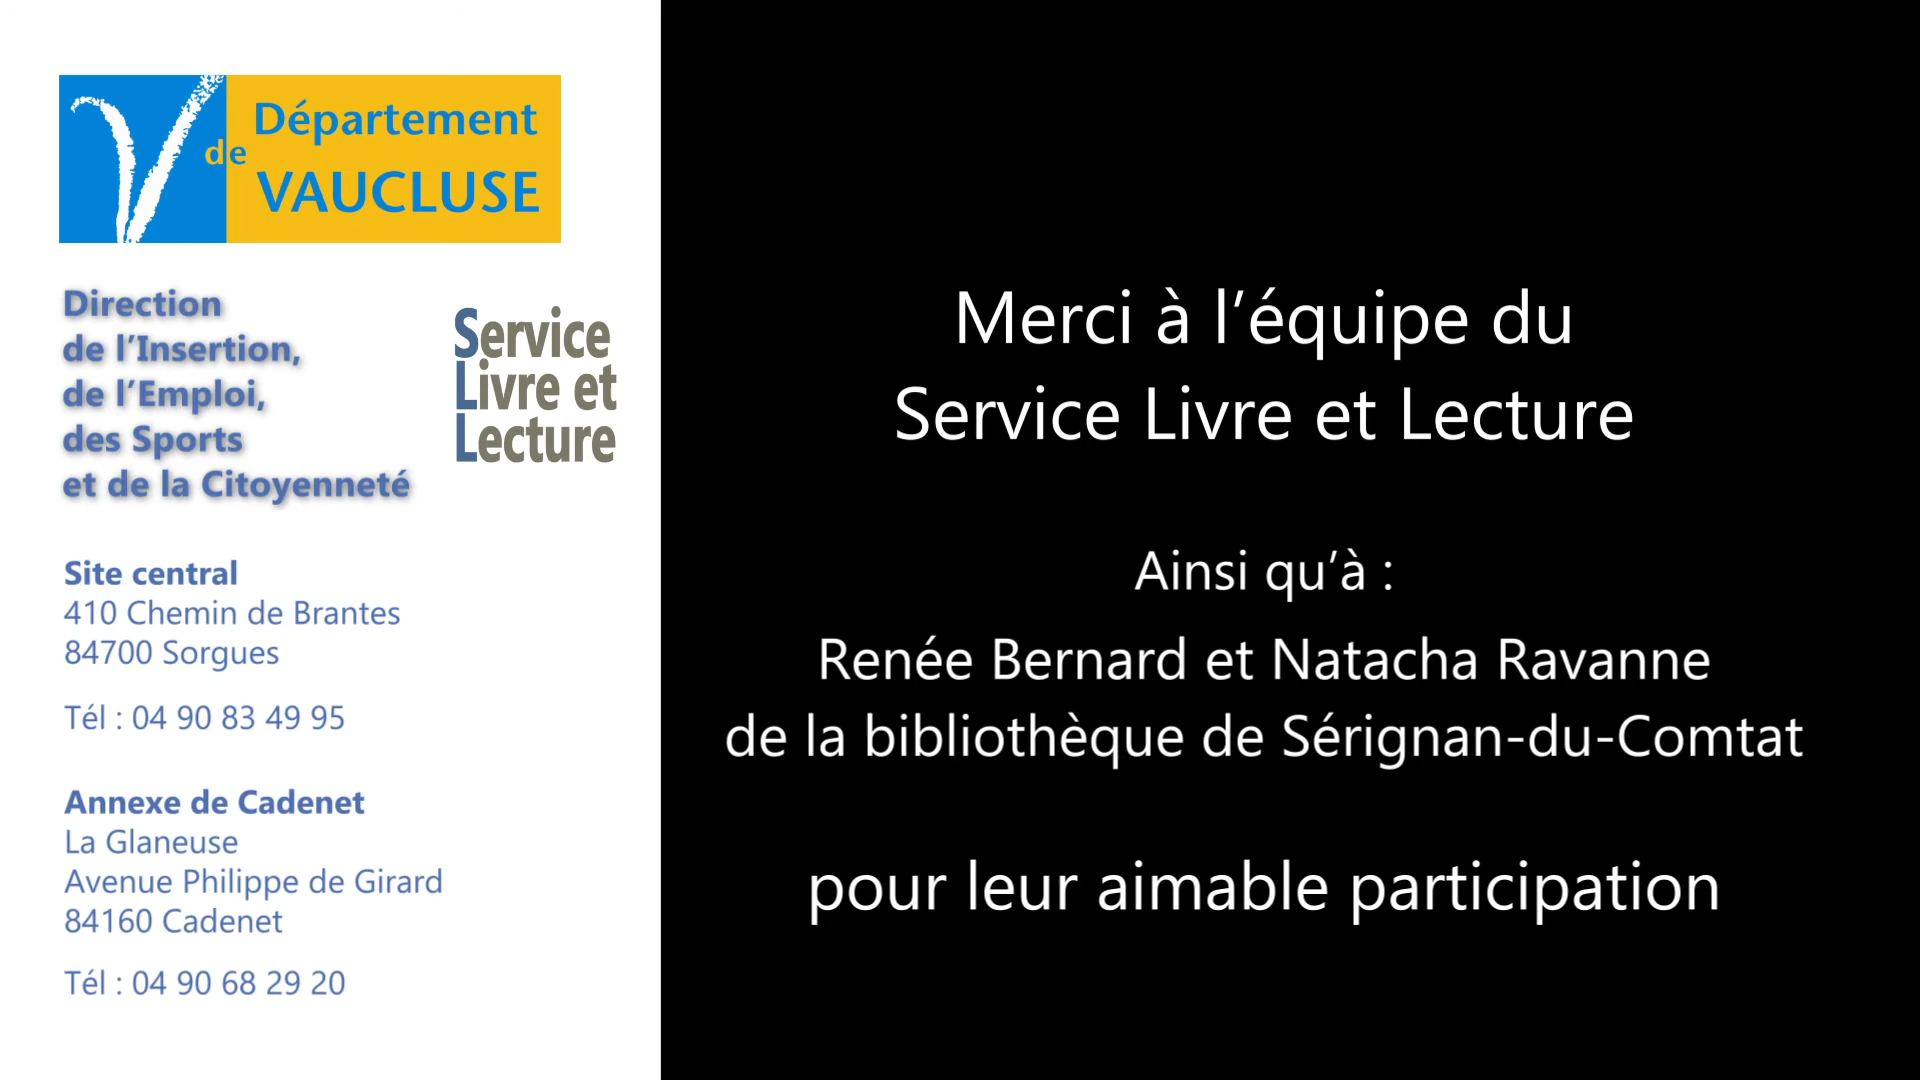 Département
de
VAUCLUSE
Direction
de l’Insertion,
de l’Emploi,
des Sports
et de la Citoyenneté
Service
Livre et
Lecture
Site central
410 Chemin de Brantes
84700 Sorgues
Tél : 04 90 83 49 95
Annexe de Cadenet
La Glaneuse
Avenue Philippe de Girard
84160 Cadenet
Tél : 04 90 68 29 20
Merci à l’équipe du
Service Livre et Lecture
Ainsi qu’à :
Renée Bernard et Natacha Ravanne
de la bibliothèque de Sérignan-du-Comtat
pour leur aimable participation